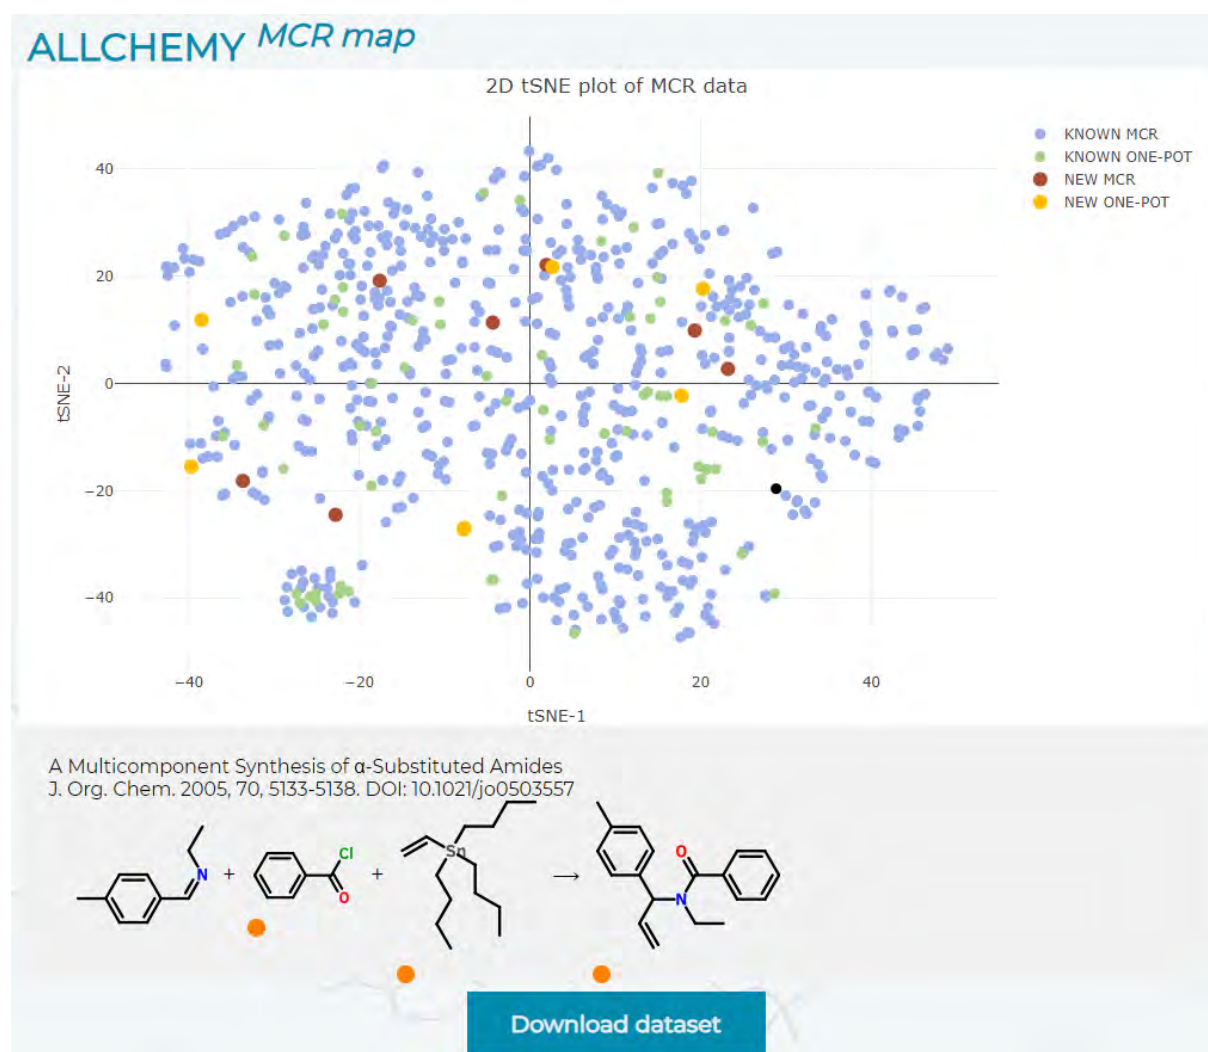 ALLCHEMY MCR map
2D tSNE plot of MCR data
KNOWN MCR
KNOWN ONE-POT
NEW MCR
NEW ONE-POT
40
20
0
−20
−40
tSNE-2
−40
−20
0
20
40
tSNE-1
A Multicomponent Synthesis of α-Substituted Amides
J. Org. Chem. 2005, 70, 5133-5138. DOI: 10.1021/jo0503557
N
+
Cl
O
+
Sn
→
O
N
Download dataset